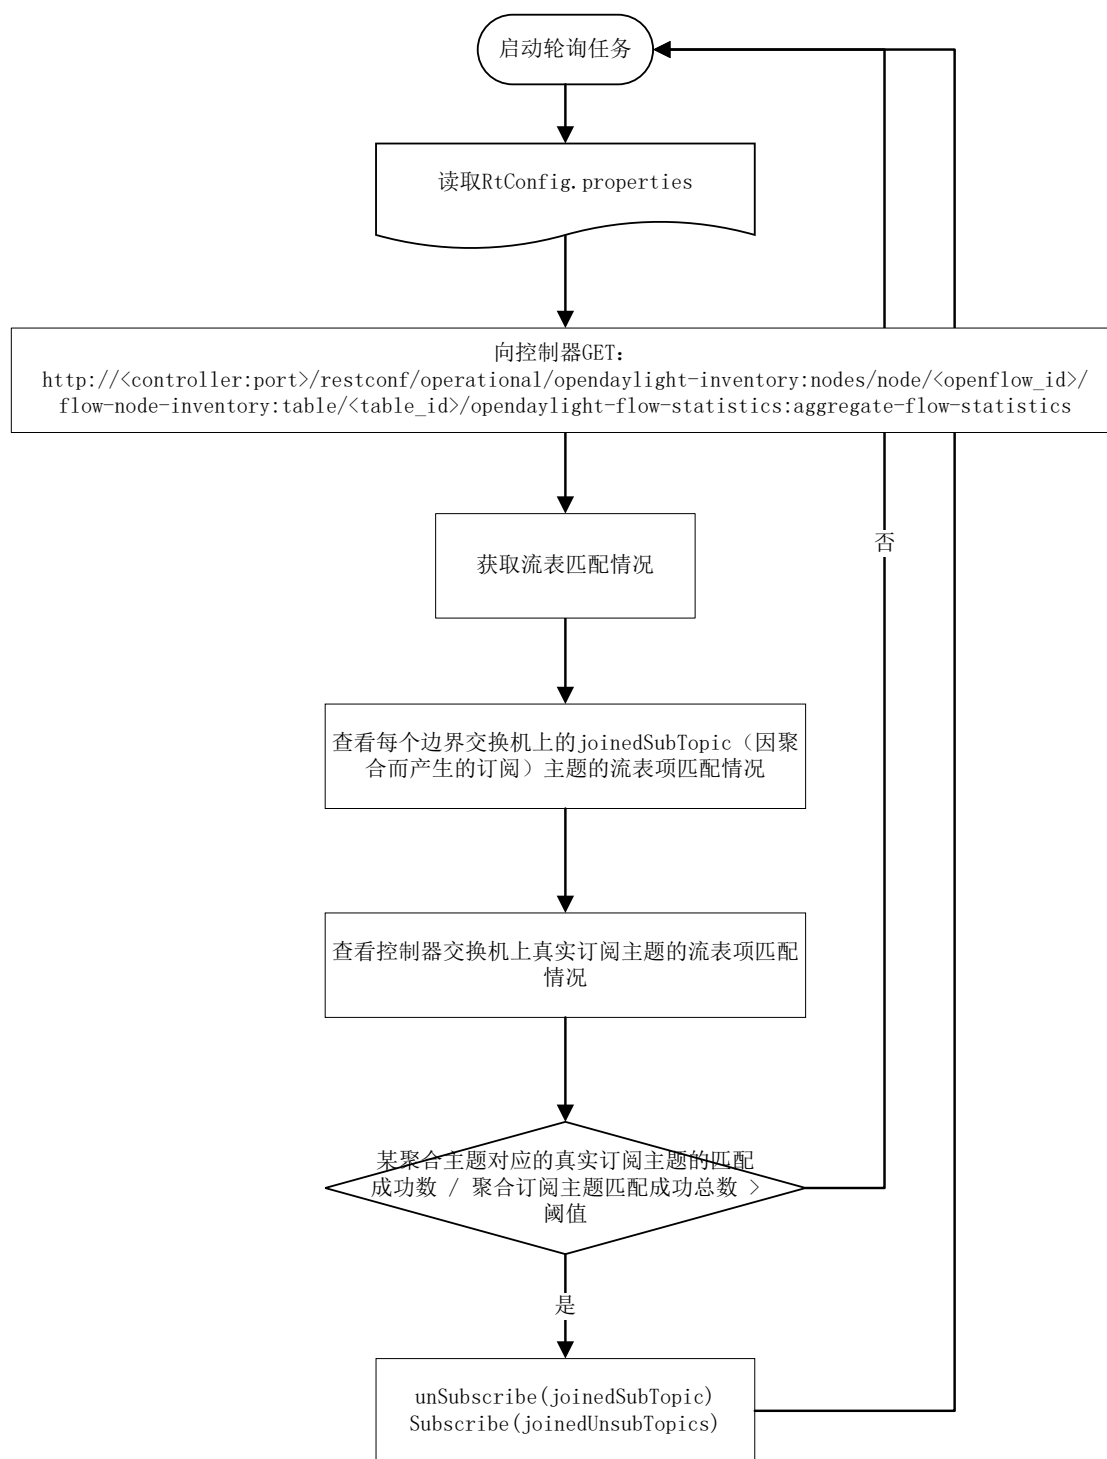 启动轮询任务
读取RtConfig.properties
向控制器GET：
http://<controller:port>/restconf/operational/opendaylight-inventory:nodes/node/<openflow_id>/
flow-node-inventory:table/<table_id>/opendaylight-flow-statistics:aggregate-flow-statistics
否
获取流表匹配情况
查看每个边界交换机上的joinedSubTopic（因聚
合而产生的订阅）主题的流表项匹配情况
查看控制器交换机上真实订阅主题的流表项匹配
情况
某聚合主题对应的真实订阅主题的匹配
成功数 / 聚合订阅主题匹配成功总数 >
阈值
是
unSubscribe(joinedSubTopic)
Subscribe(joinedUnsubTopics)